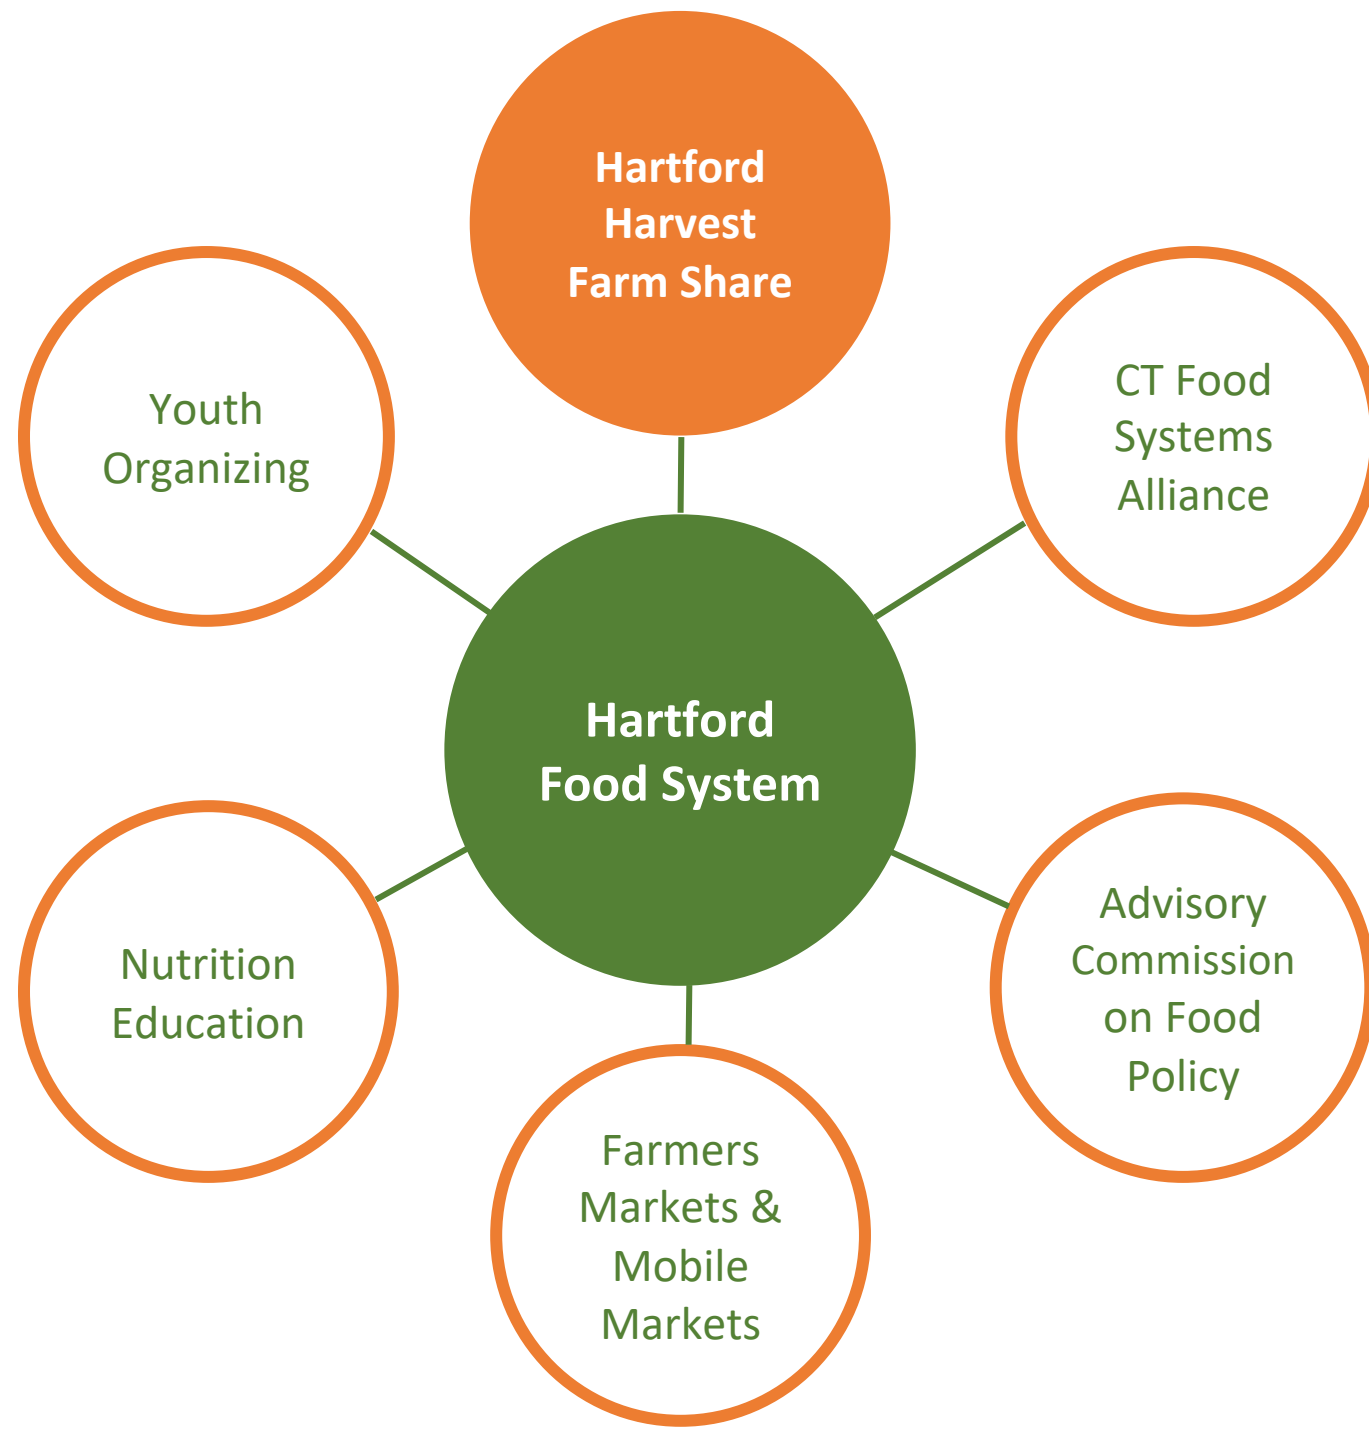 Hartford
Harvest
Farm Share
Youth
Organizing
CT Food
Systems
Alliance
Hartford
Food System
Nutrition
Education
Advisory
Commission
on Food
Policy
Farmers
Markets &
Mobile
Markets